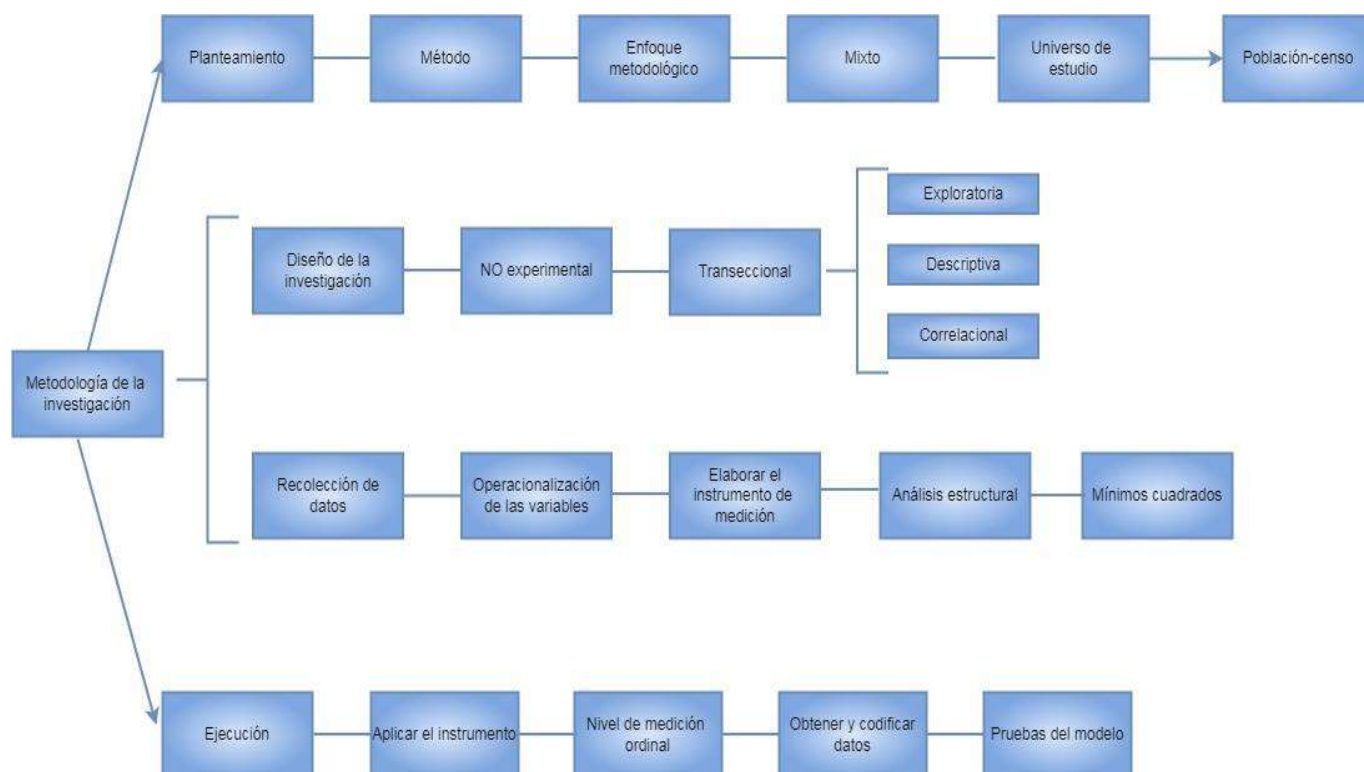 Planteamiento
Método
Enfoque
metodológico
Mixto
Universo de
estudio
Población-censo
Exploratoria
Diseño de la
investigación
NO experimental
Transeccional
Descriptiva
Correlacional
Metodología de la
investigación
Recolección de
datos
Operacionalización
de las variables
Elaborar el
instrumento de
medición
Análisis estructural
Mínimos cuadrados
Ejecución
Aplicar el instrumento
Nivel de medición
ordinal
Obtener y codificar
datos
Pruebas del modelo